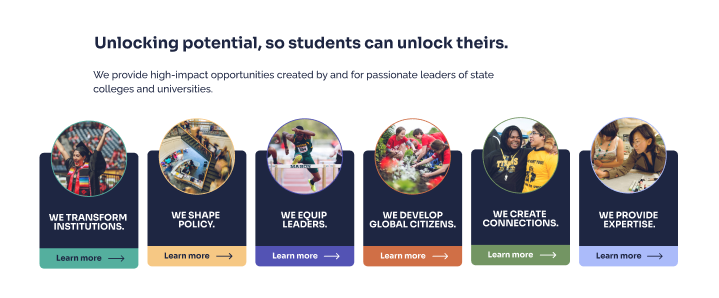 Unlocking potential, so students can unlock theirs.
We provide high-impact opportunities created by and for passionate leaders of state
colleges and universities.
WE TRANSFORM
INSTITUTIONS.
Learn more
WE SHAPE
POLICY.
Learn more
WE EQUIP
LEADERS.
Learn more
WE DEVELOP
GLOBAL CITIZENS.
Learn more
WE CREATE
CONNECTIONS.
Learn more
WE PROVIDE
EXPERTISE.
Learn more